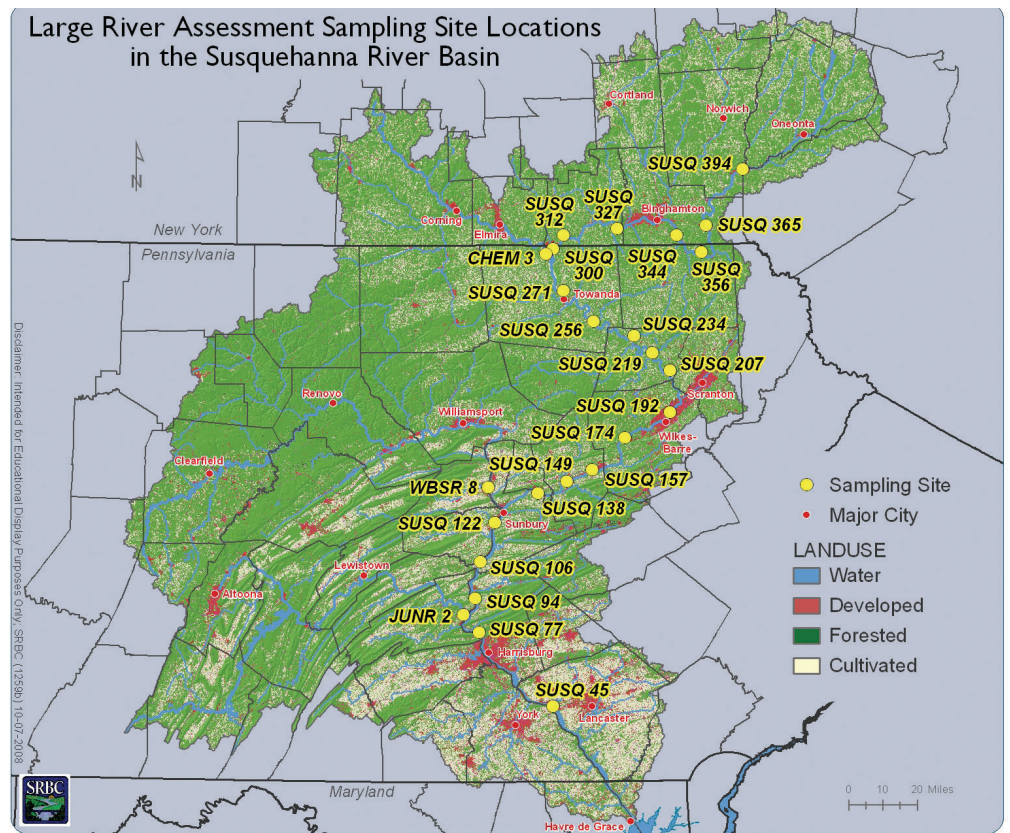 Large River Assessment Sampling Site Locations
in the Susquehanna River Basin
N
Cortland
Norwich
Oneonta
SUSQ 394
SUSQ
327
SUSQ
312
Binghamton
Corning
Elmira
SUSQ 365
New York
Pennsylvania
CHEM 3
SUSQ
300
SUSQ
344
SUSQ
356
SUSQ 271
Towanda
SUSQ 256
SUSQ 234
SUSQ 219
SUSQ 207
Scranton
Renovo
SUSQ 192
Williamsport
Wilkes-
Barre
SUSQ 174
Clearfield
SUSQ 149
SUSQ 157
WBSR 8
SUSQ 138
SUSQ 122
Sunbury
Lewistown
SUSQ 106
Altoona
SUSQ 94
JUNR 2
SUSQ 77
Harrisburg
SUSQ 45
York
Lancaster
Maryland
Havre de Grace
Sampling Site
Major City
LANDUSE
Water
Developed
Forested
Cultivated
0 10 20 Miles
Disclaimer: Intended for Educational Display Purposes Only; SRBC (1259b) 10-07-2008
SRBC